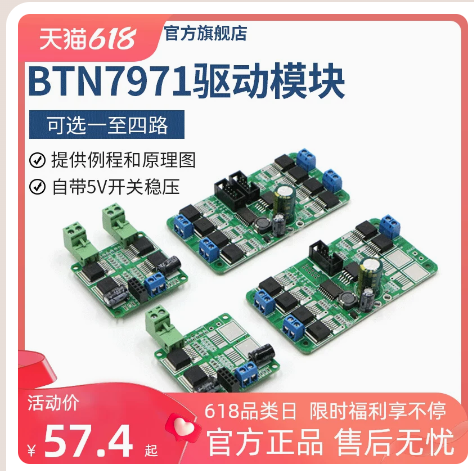 天猫618 官方旗舰店
BTN7971驱动模块
可选一至四路
提供例程和原理图
自带5V开关稳压
活动价
¥57.4起
618品类日 限时福利享不停
官方正品 售后无忧